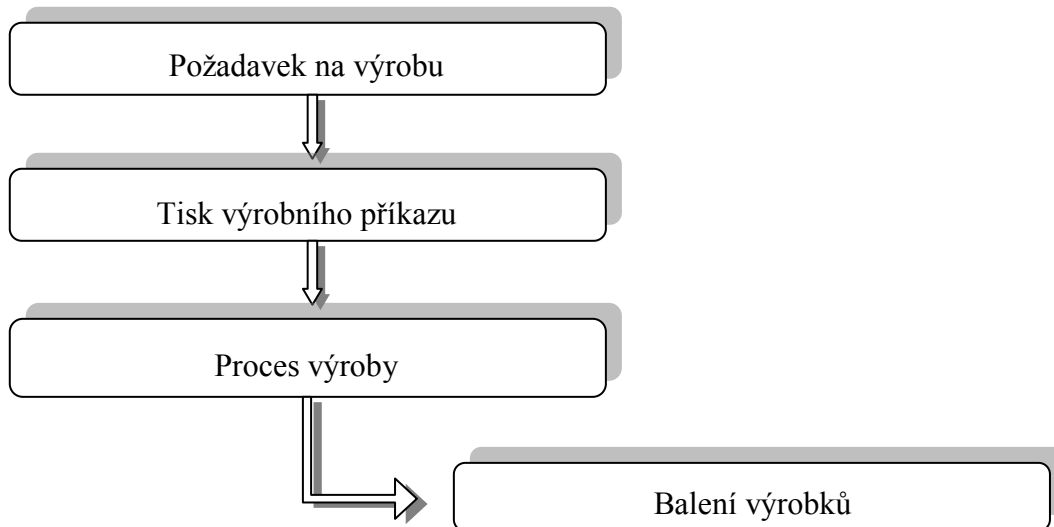 Požadavek na výrobu
Tisk výrobního příkazu
Proces výroby
Balení výrobků